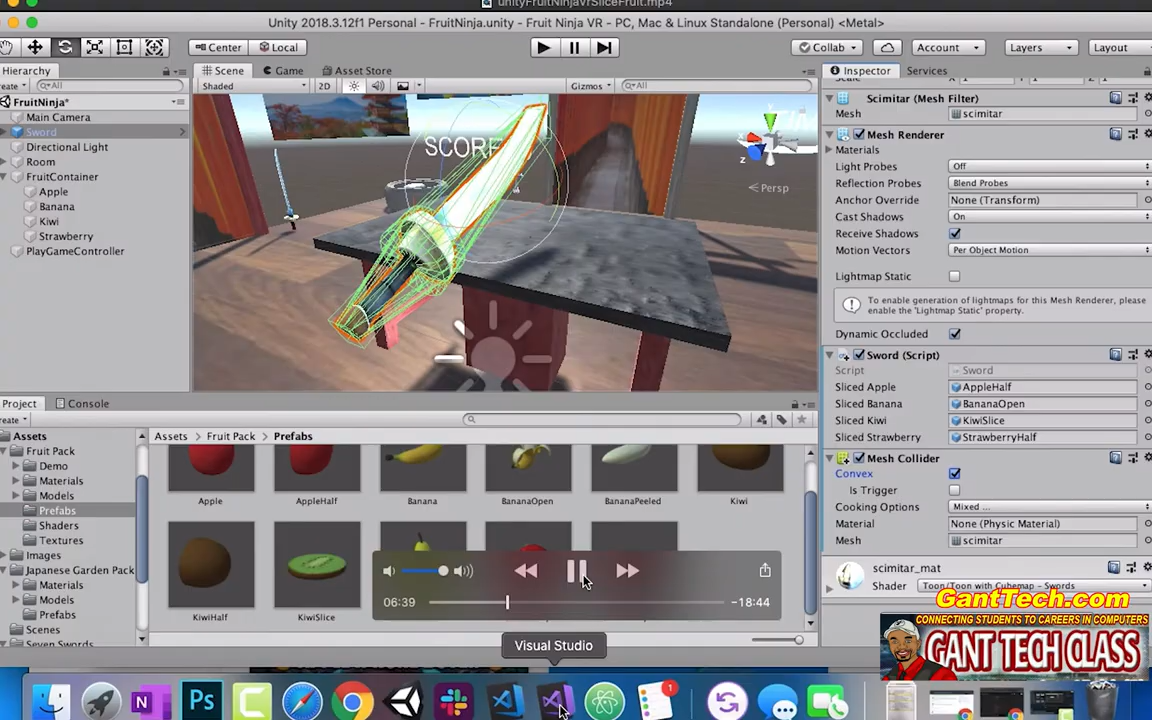 unityFruitNinjaVrSliceFruit.mp4
Unity 2018.3.12f1 Personal - FruitNinja.unity - Fruit Ninja VR - PC, Mac & Linux Standalone (Personal) <Metal>
Center
Local
Collab
Account
Layers
Layout
Hierarchy
Scene
Game
Asset Store
Inspector
Services
All
Shaded
2D
Gizmos
All
FruitNinja*
Main Camera
Sword
Directional Light
Room
FruitContainer
Apple
Banana
Kiwi
Strawberry
PlayGameController
SCORE
z
Persp
Scimitar (Mesh Filter)
Mesh
scimitar
Mesh Renderer
Materials
Light Probes
Off
Reflection Probes
Blend Probes
Anchor Override
None (Transform)
Cast Shadows
On
Receive Shadows
Motion Vectors
Per Object Motion
Lightmap Static
To enable generation of lightmaps for this Mesh Renderer, please
enable the 'Lightmap Static' property.
Dynamic Occluded
Sword (Script)
Script
Sword
Sliced Apple
AppleHalf
Sliced Banana
BananaOpen
Sliced Kiwi
KiwiSlice
Sliced Strawberry
StrawberryHalf
Mesh Collider
Convex
Is Trigger
Cooking Options
Mixed ...
Material
None (Physic Material)
Mesh
scimitar
scimitar_mat
Shader
Toon/Toon with Cubemap - Swords
Project
Console
Assets
Fruit Pack
Demo
Materials
Models
Prefabs
Shaders
Textures
Images
Japanese Garden Pack
Materials
Models
Prefabs
Scenes
Seven Swords
Assets
Fruit Pack
Prefabs
Apple
AppleHalf
Banana
BananaOpen
BananaPeeled
Kiwi
KiwiHalf
KiwiSlice
06:39
-18:44
Visual Studio
GantTech.com
CONNECTING STUDENTS TO CAREERS IN COMPUTERS
GANT TECH CLASS
N
Ps
1